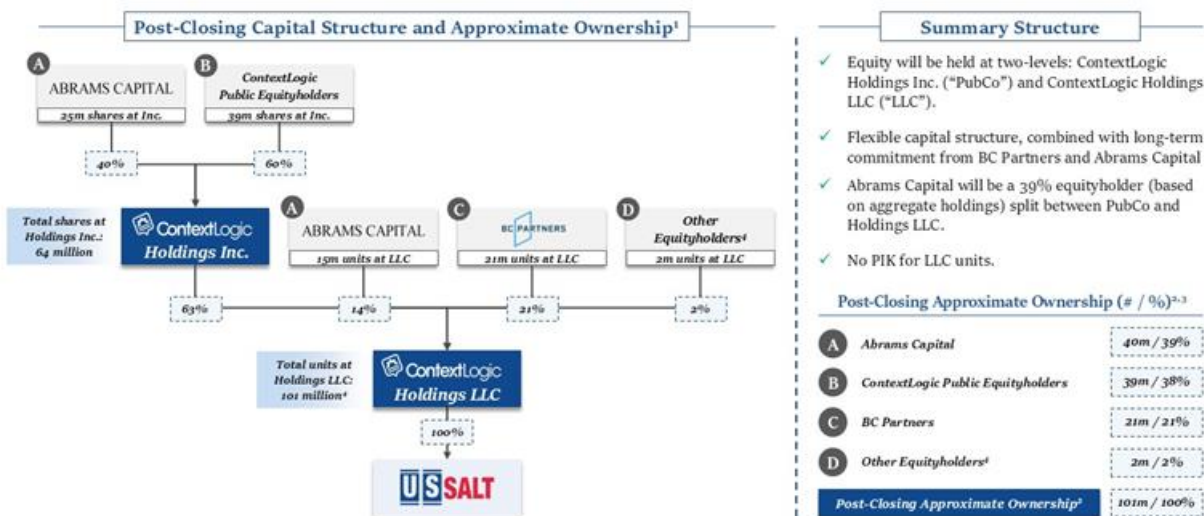 Post-Closing Capital Structure and Approximate Ownership¹
A
ABRAMS CAPITAL
25m shares at Inc.
B
ContextLogic
Public Equityholders
39m shares at Inc.
40%
60%
Total shares at
Holdings Inc.:
64 million
ContextLogic
Holdings Inc.
A
ABRAMS CAPITAL
15m units at LLC
C
BC PARTNERS
21m units at LLC
D
Other
Equityholders⁴
2m units at LLC
63%
14%
21%
2%
Total units at
Holdings LLC:
101 million⁴
ContextLogic
Holdings LLC
100%
US SALT
Summary Structure
✓ Equity will be held at two-levels: ContextLogic
Holdings Inc. (“PubCo”) and ContextLogic Holdings
LLC (“LLC”).
✓ Flexible capital structure, combined with long-term
commitment from BC Partners and Abrams Capital
✓ Abrams Capital will be a 39% equityholder (based
on aggregate holdings) split between PubCo and
Holdings LLC.
✓ No PIK for LLC units.
Post-Closing Approximate Ownership (# / %)²,³
A Abrams Capital 40m / 39%
B ContextLogic Public Equityholders 39m / 38%
C BC Partners 21m / 21%
D Other Equityholders⁴ 2m / 2%
Post-Closing Approximate Ownership² 101m / 100%